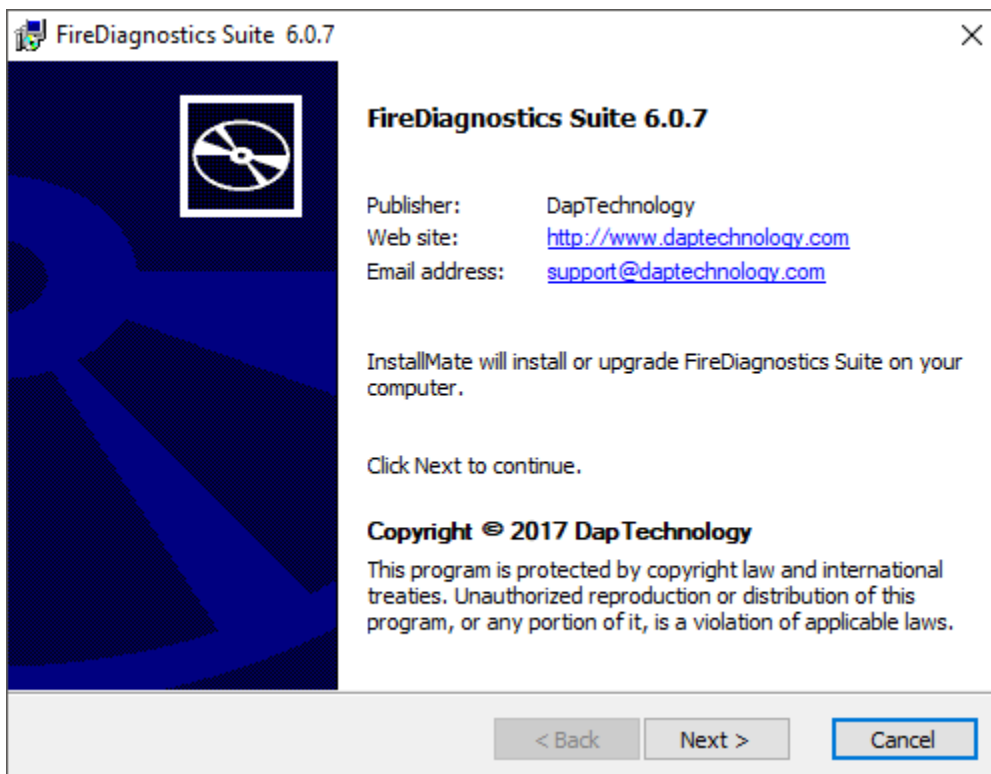 FireDiagnostics Suite 6.0.7
FireDiagnostics Suite 6.0.7
Publisher: DapTechnology
Web site: http://www.daptechnology.com
Email address: support@daptechnology.com
InstallMate will install or upgrade FireDiagnostics Suite on your
computer.
Click Next to continue.
Copyright © 2017 DapTechnology
This program is protected by copyright law and international
treaties. Unauthorized reproduction or distribution of this
program, or any portion of it, is a violation of applicable laws.
< Back Next > Cancel